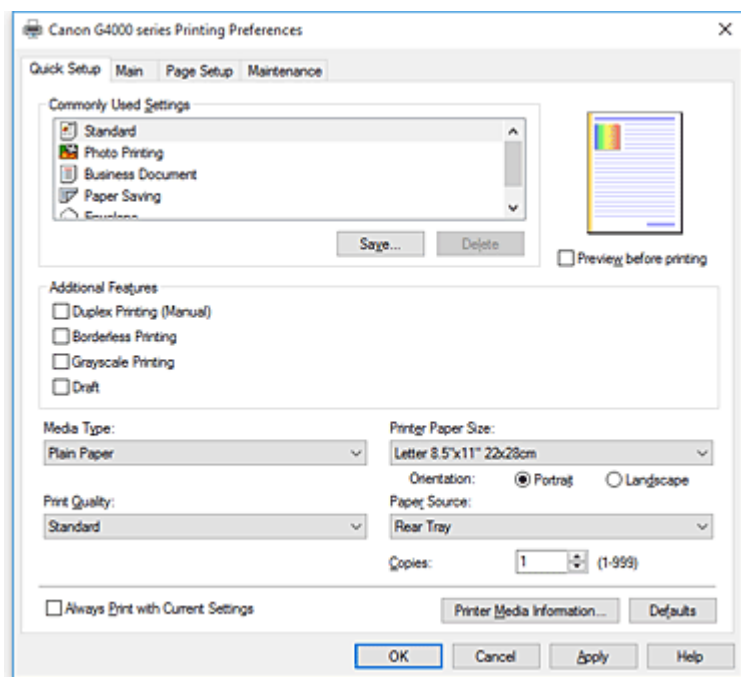 Canon G4000 series Printing Preferences
Quick Setup Main Page Setup Maintenance
Commonly Used Settings
Standard
Photo Printing
Business Document
Paper Saving
Envelope
Save... Delete
Preview before printing
Additional Features
Duplex Printing (Manual)
Borderless Printing
Grayscale Printing
Draft
Media Type: Printer Paper Size:
Plain Paper Letter 8.5"x11" 22x28cm
Orientation: Portrait Landscape
Print Quality: Paper Source:
Standard Rear Tray
Copies: 1 (1-999)
Always Print with Current Settings Printer Media Information... Defaults
OK Cancel Apply Help